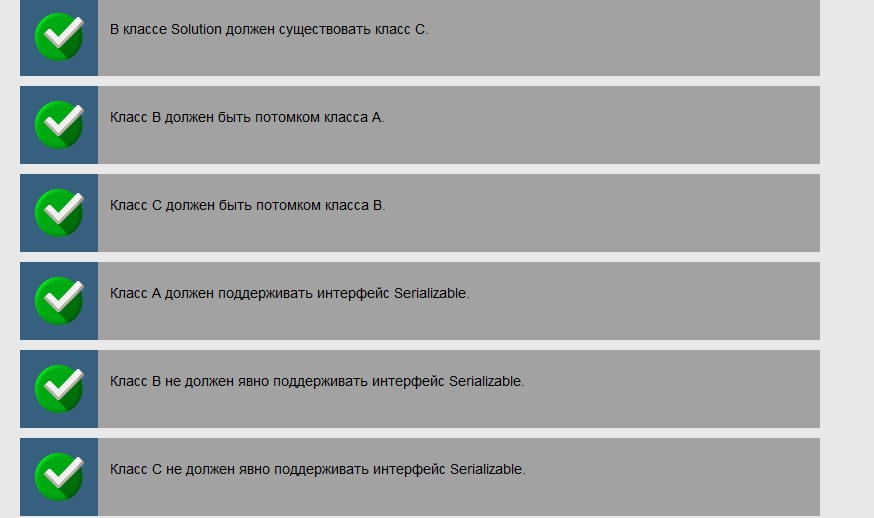 В классе Solution должен существовать класс C.
Класс B должен быть потомком класса A.
Класс C должен быть потомком класса B.
Класс A должен поддерживать интерфейс Serializable.
Класс B не должен явно поддерживать интерфейс Serializable.
Класс C не должен явно поддерживать интерфейс Serializable.